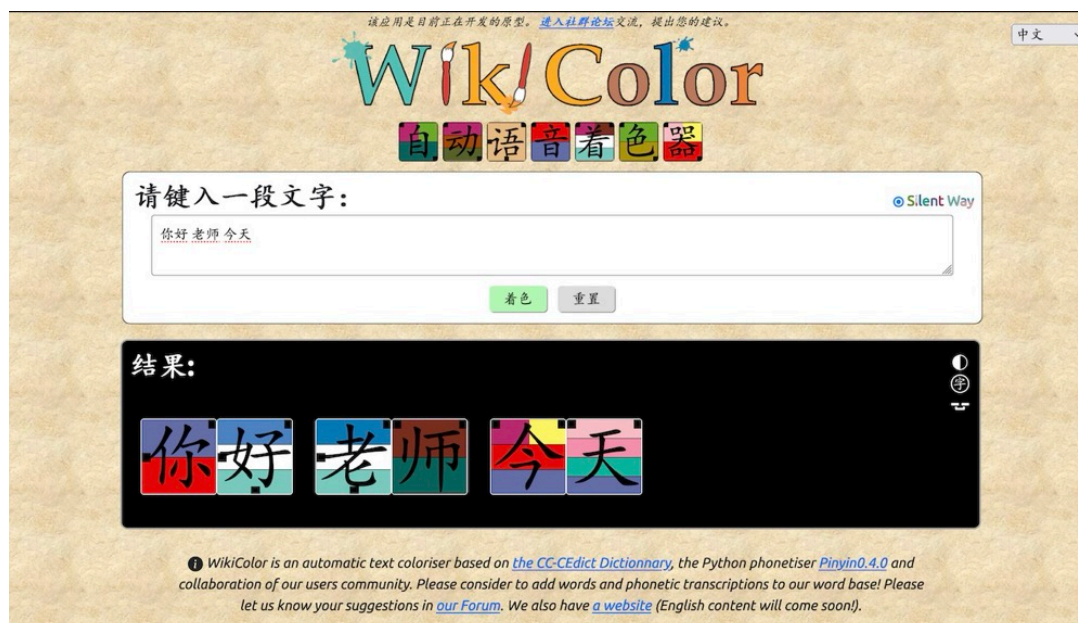 该应用是目前正在开发的原型。进入社群论坛交流，提出您的建议。
中文
Wiki Color
自动语音着色器
请键入一段文字：
Silent Way
你好 老师 今天
着色 重置
结果:
字
你好 老师 今天
WikiColor is an automatic text coloriser based on the CC-CEdict Dictionnary, the Python phonetiser Pinyin0.4.0 and
collaboration of our users community. Please consider to add words and phonetic transcriptions to our word base! Please
let us know your suggestions in our Forum. We also have a website (English content will come soon!).